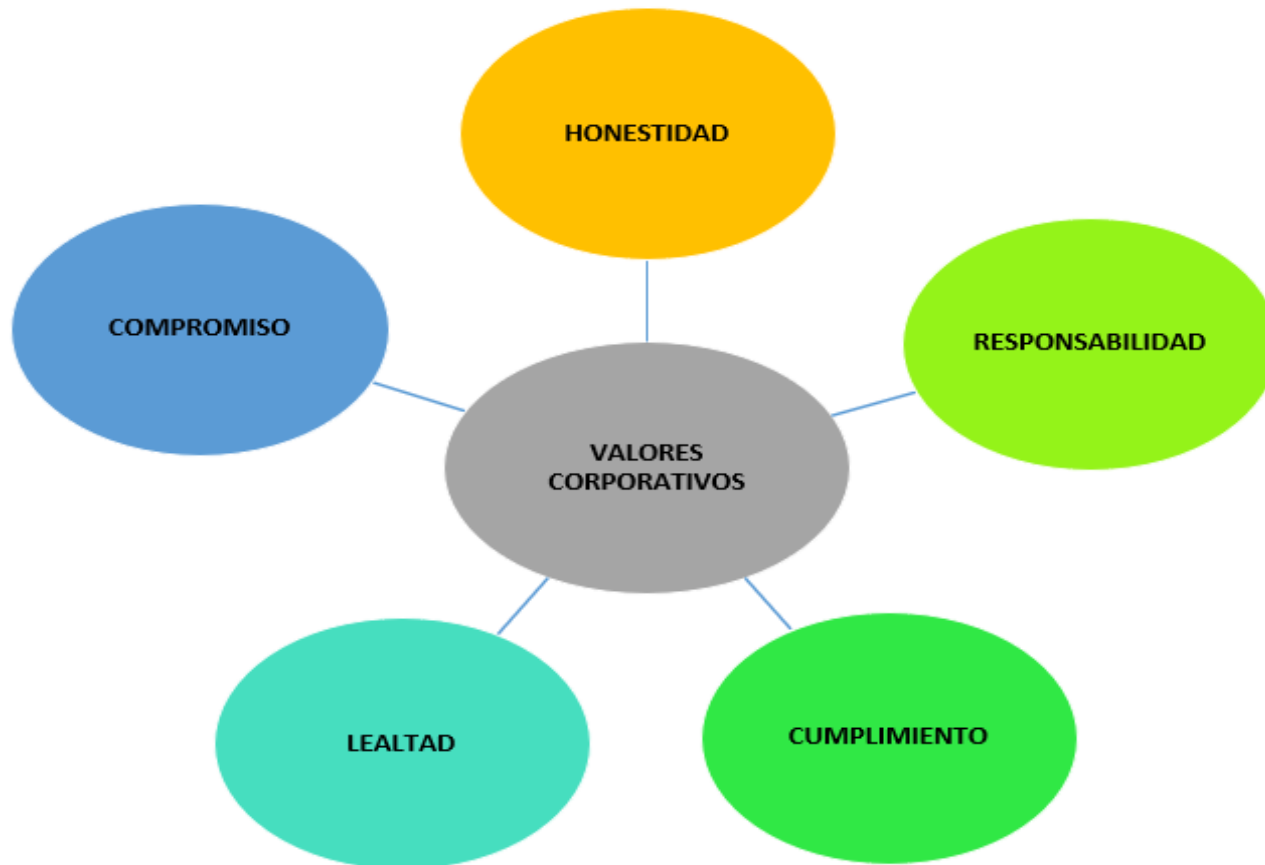 HONESTIDAD
COMPROMISO
RESPONSABILIDAD
VALORES
CORPORATIVOS
LEALTAD
CUMPLIMIENTO